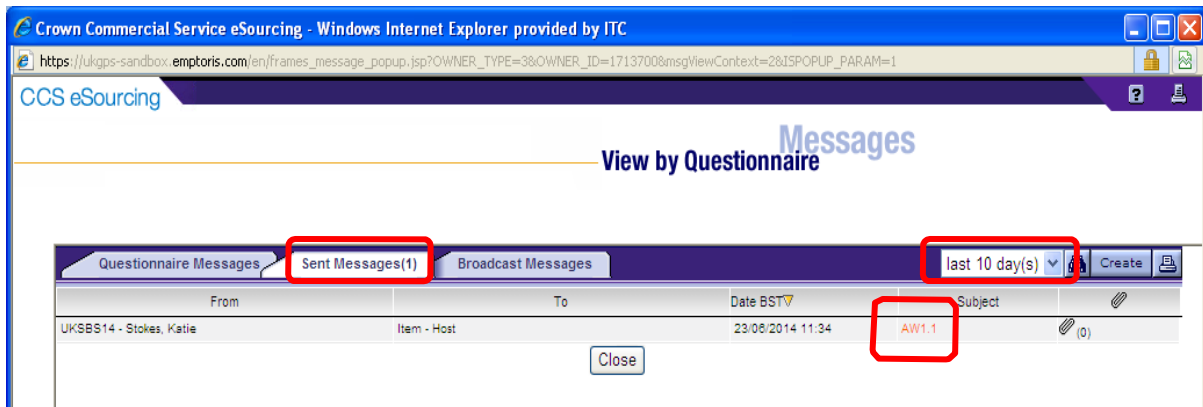 Crown Commercial Service eSourcing - Windows Internet Explorer provided by ITC
https://ukgps-sandbox.emptoris.com/en/frames_message_popup.jsp?OWNER_TYPE=3&OWNER_ID=1713700&msgViewContext=2&ISPOPUP_PARAM=1
CCS eSourcing ?
Messages
View by Questionnaire
Questionnaire Messages Sent Messages(1) Broadcast Messages last 10 day(s) Create
From To Date BST Subject
UKSBS14 - Stokes, Katie Item - Host 23/06/2014 11:34 AW1.1 (0)
Close